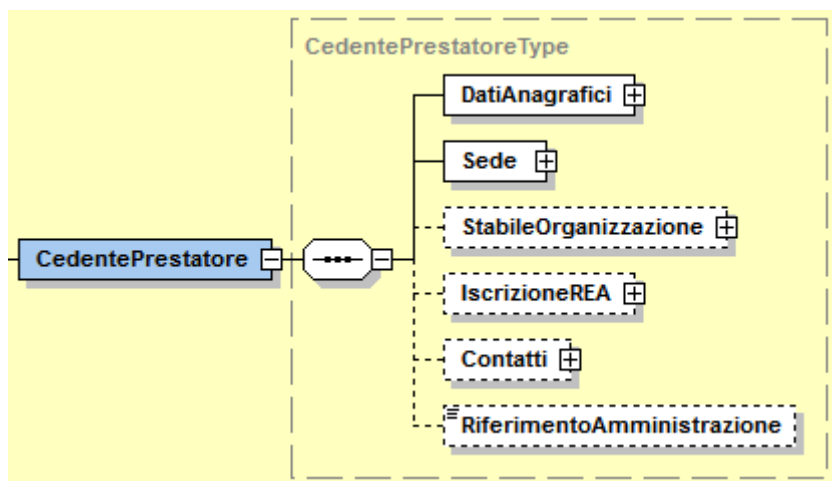 CedentePrestatoreType
DatiAnagrafici
Sede
StabileOrganizzazione
CedentePrestatore
IscrizioneREA
Contatti
RiferimentoAmministrazione